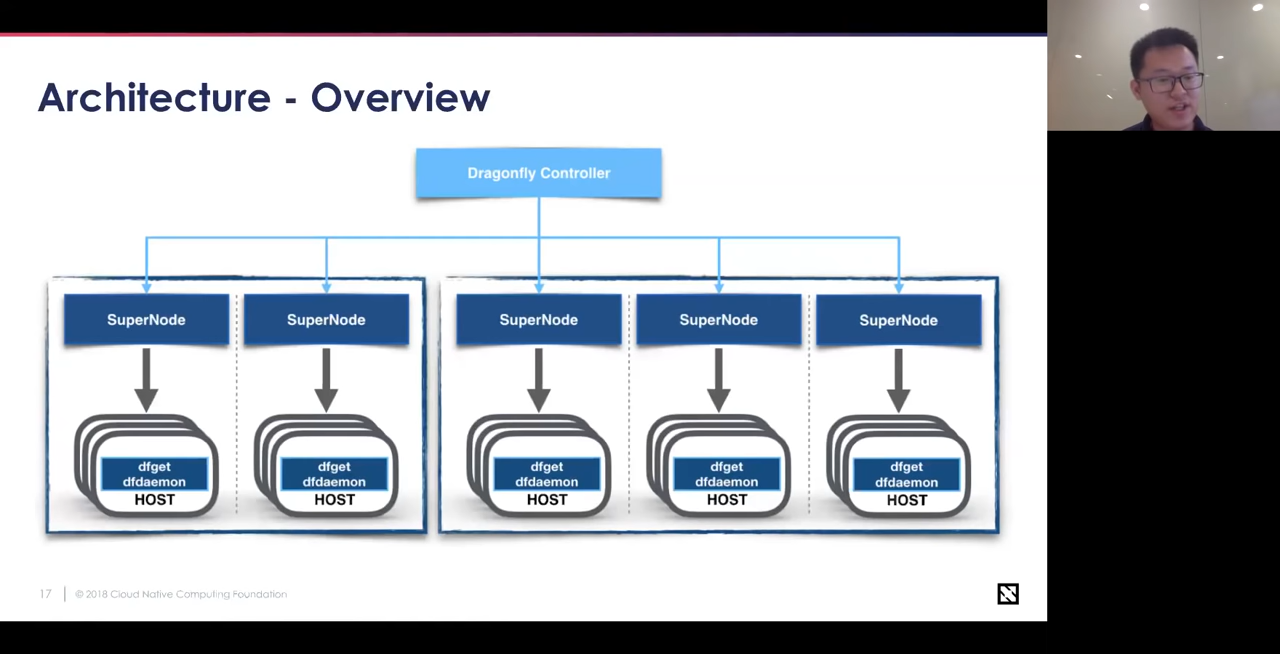 Architecture - Overview
Dragonfly Controller
SuperNode
SuperNode
SuperNode
SuperNode
SuperNode
dfget
dfdaemon
HOST
dfget
dfdaemon
HOST
dfget
dfdaemon
HOST
dfget
dfdaemon
HOST
dfget
dfdaemon
HOST
17
© 2018 Cloud Native Computing Foundation